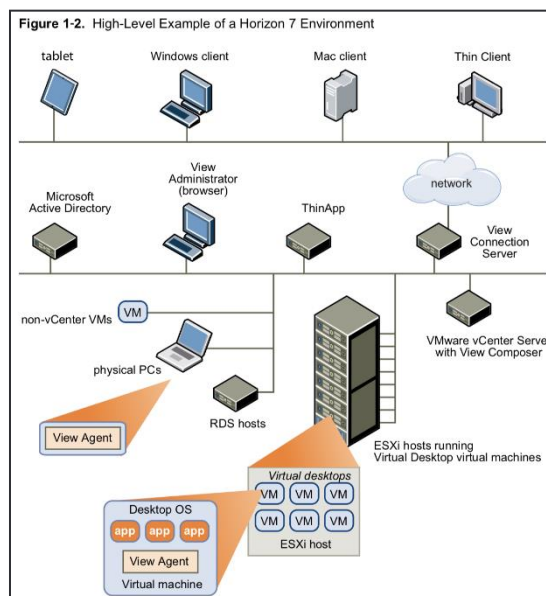 Figure 1-2. High-Level Example of a Horizon 7 Environment
tablet
Windows client
Mac client
Thin Client
network
Microsoft
Active Directory
View
Administrator
(browser)
ThinApp
View
Connection
Server
non-vCenter VMs
VM
physical PCs
RDS hosts
VMware vCenter Server
with View Composer
View Agent
ESXi hosts running
Virtual Desktop virtual machines
Virtual desktops
VM VM VM
VM VM VM
ESXi host
Desktop OS
app app app
View Agent
Virtual machine